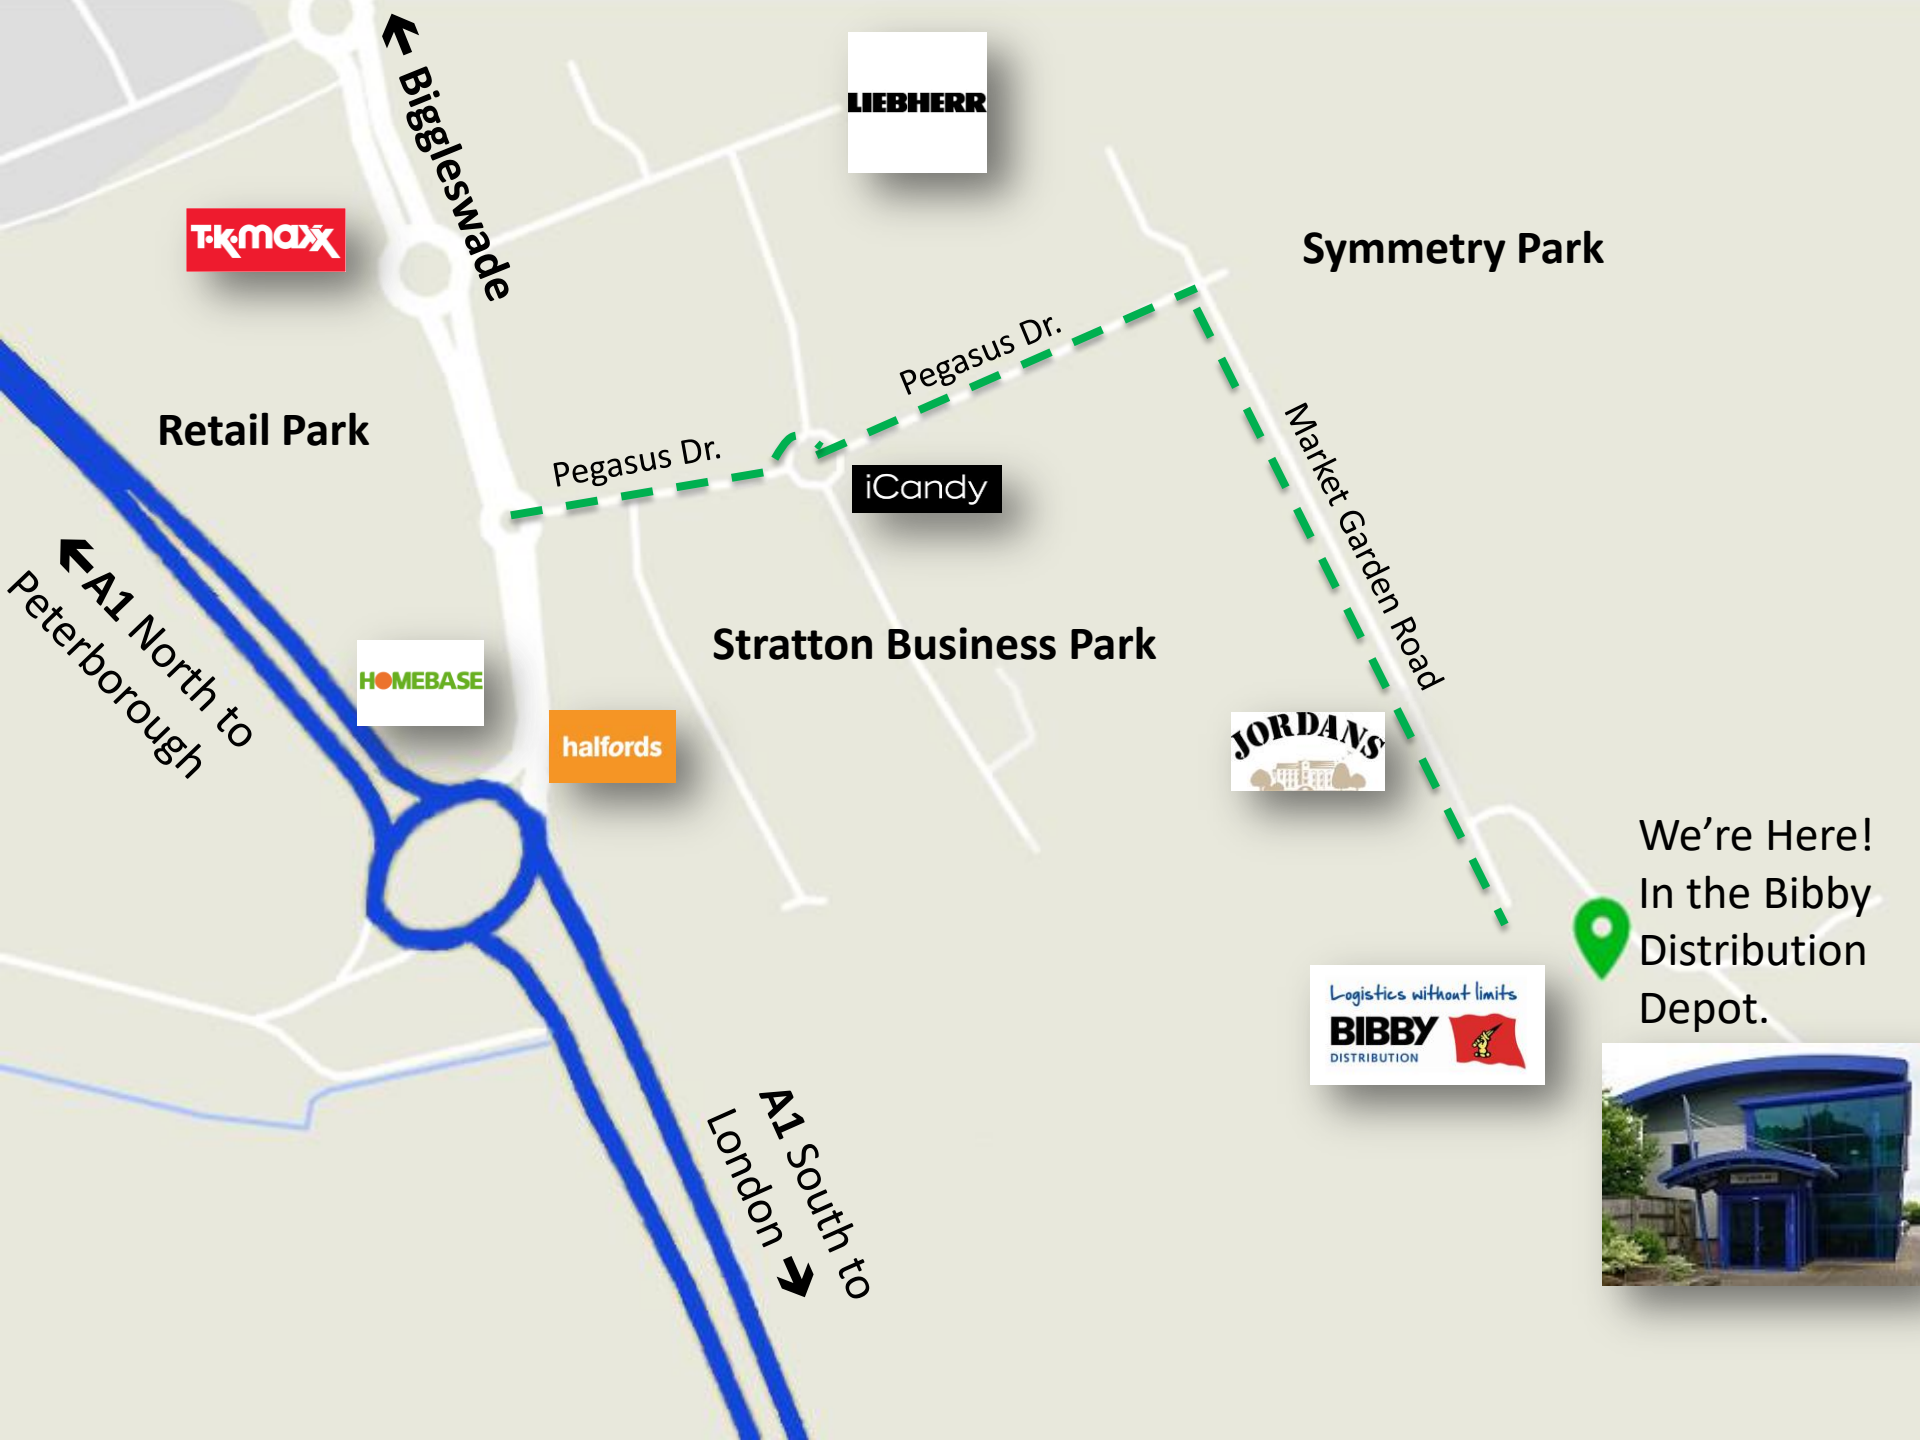 Biggleswade
LIEBHERR
T·K·maxx
Symmetry Park
Pegasus Dr.
Retail Park
Pegasus Dr.
iCandy
Market Garden Road
A1 North to
Peterborough
Stratton Business Park
HOMEBASE
halfords
JORDANS
We’re Here!
In the Bibby
Distribution
Depot.
Logistics without limits
BIBBY
DISTRIBUTION
A1 South to
London